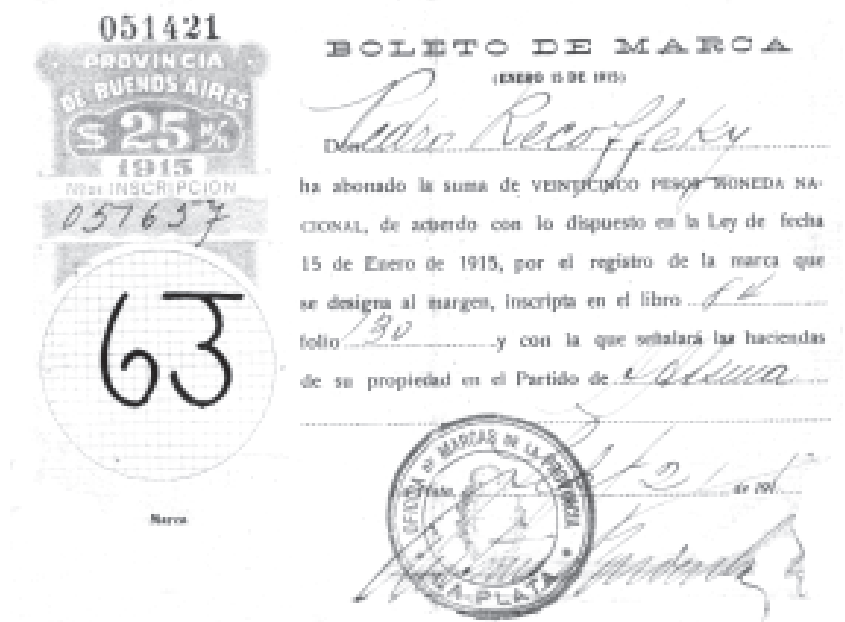 051421
PROVINCIA
DE BUENOS AIRES
$ 25 M/N
1915
INSCRIPCION
051657
63
Marca
BOLETO DE MARCA
(ENERO 15 DE 1915)
Don Pedro Recoffeky
ha abonado la suma de VEINTICINCO PESOS MONEDA NA-
CIONAL, de acuerdo con lo dispuesto en la Ley de fecha
15 de Enero de 1915, por el registro de la marca que
se designa al margen, inscripta en el libro
folio 130 y con la que señalará las haciendas
de su propiedad en el Partido de
OFICINA DE MARCAS DE LA PROVINCIA
LA PLATA
de 191